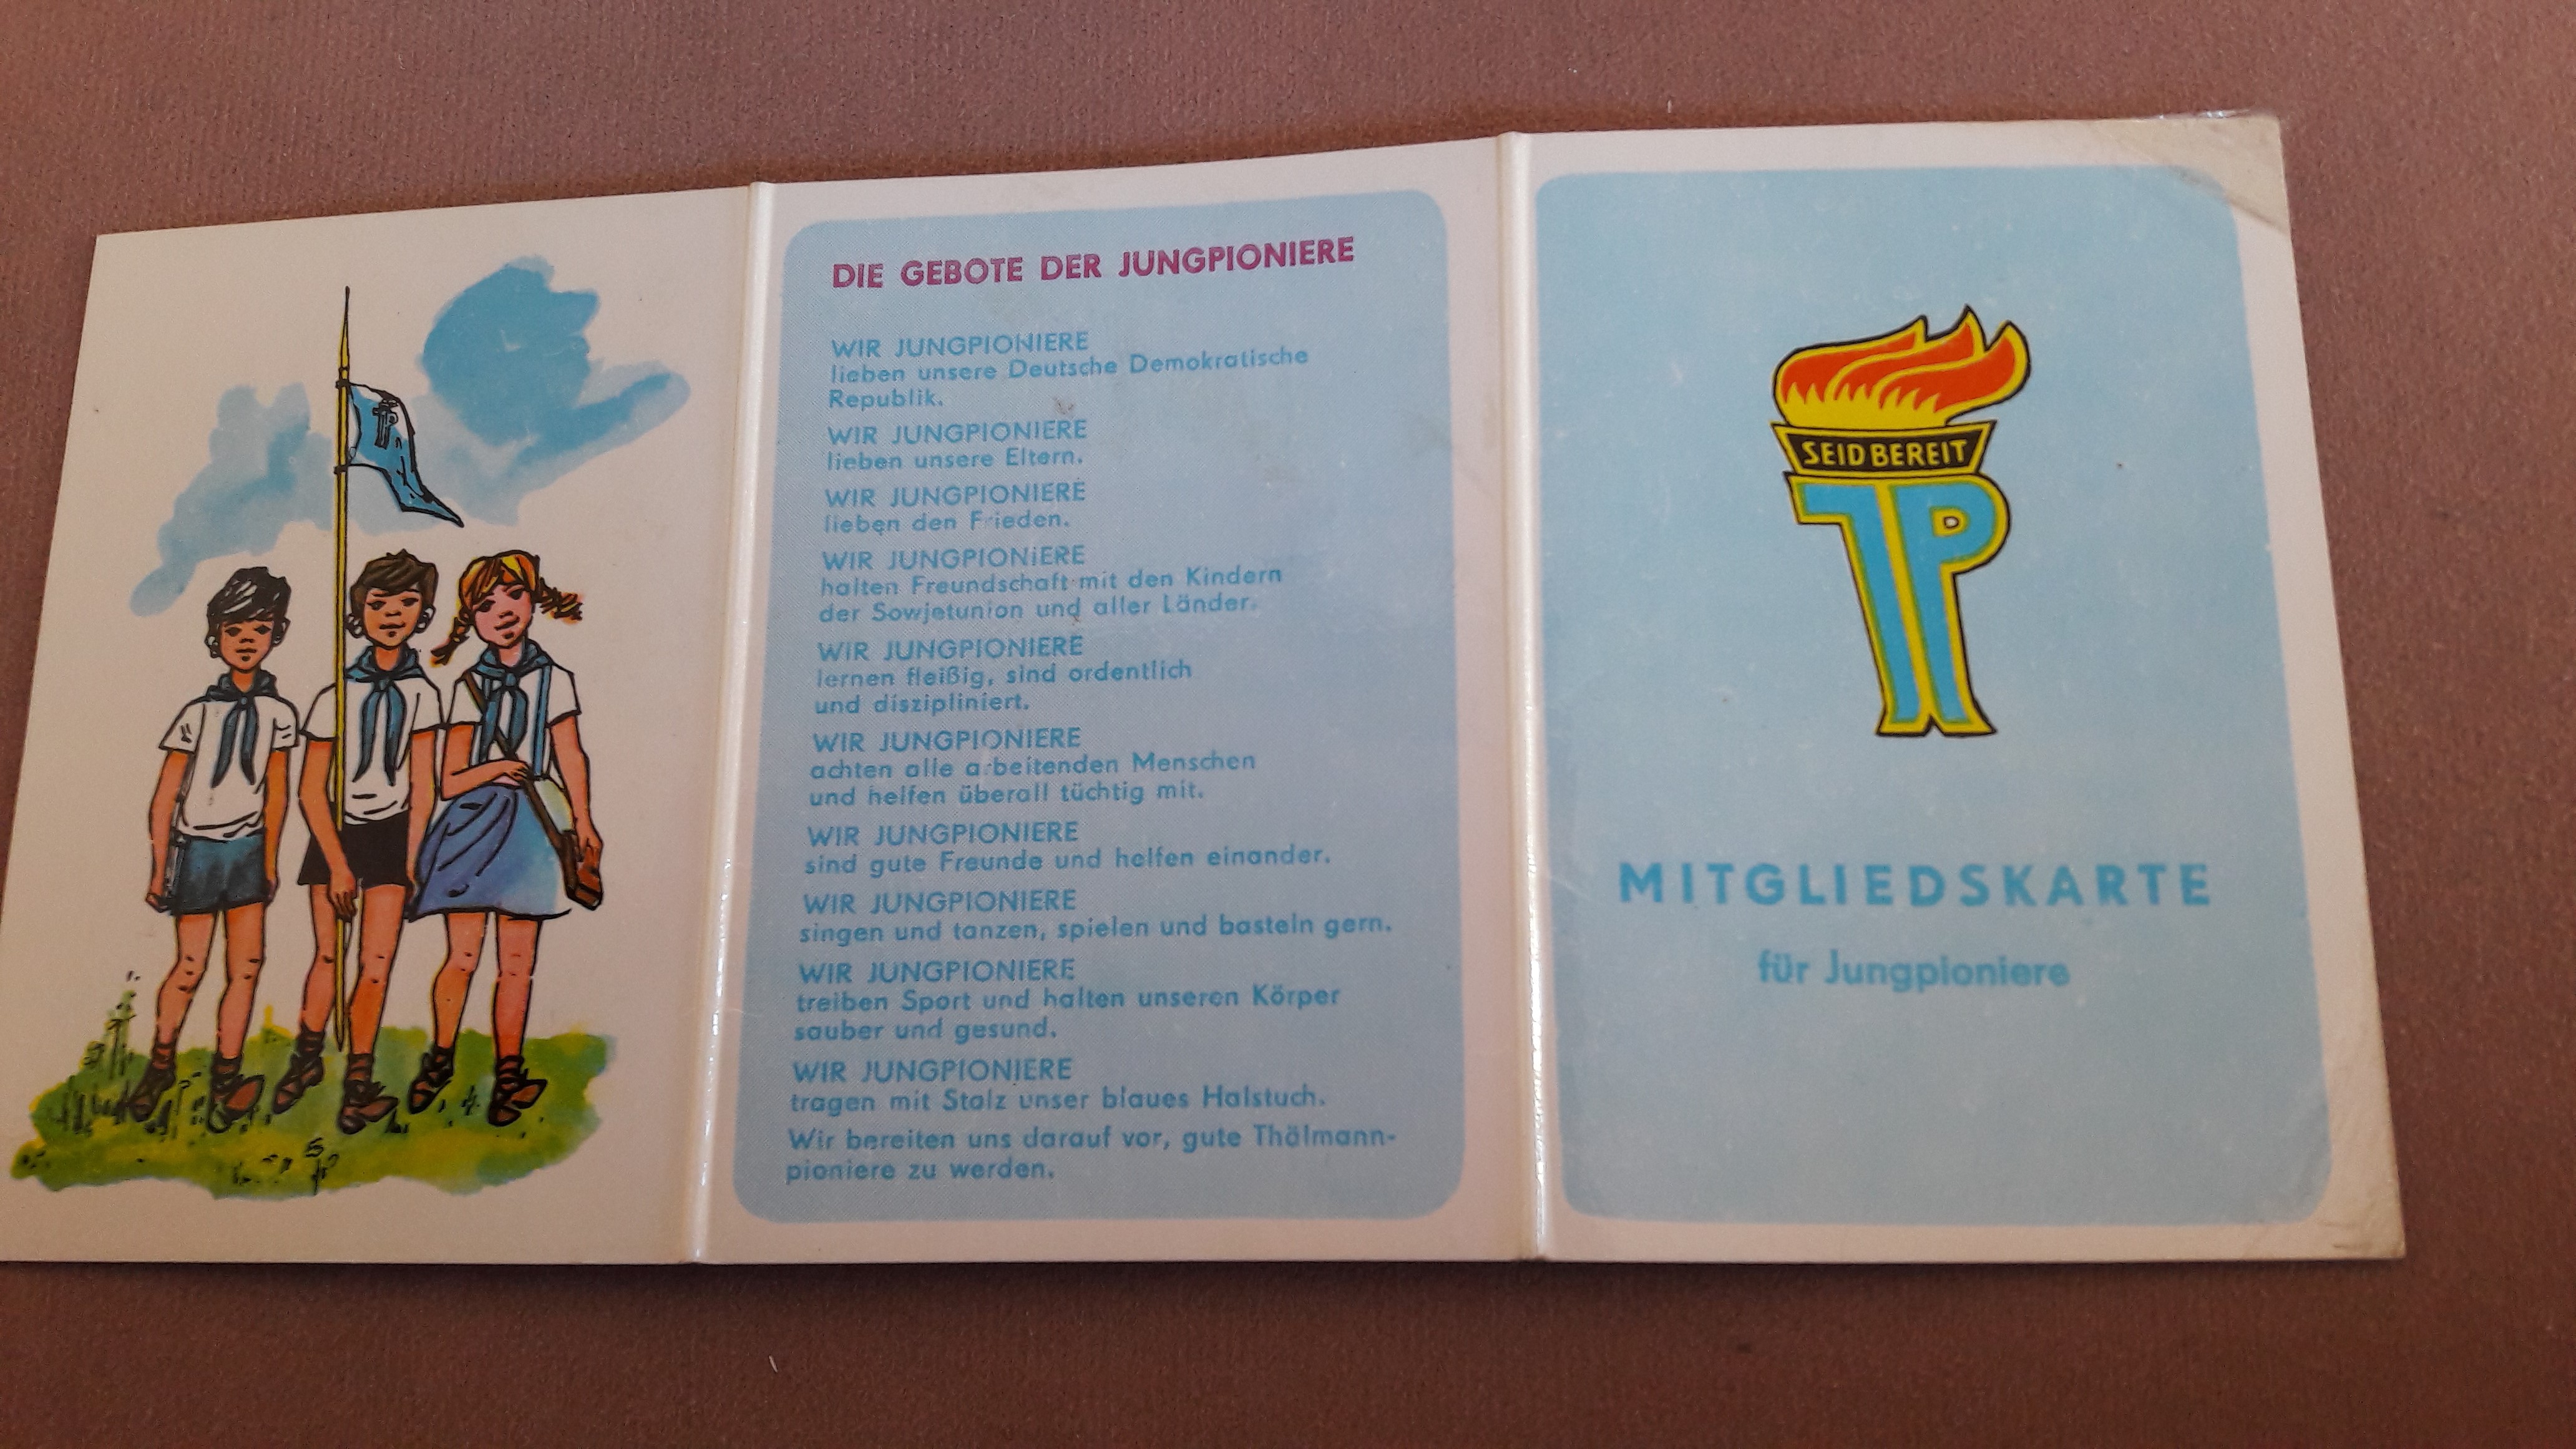 DIE GEBOTE DER JUNGPIONIERE
WIR JUNGPIONIERE
lieben unsere Deutsche Demokratische
Republik.
WIR JUNGPIONIERE
lieben unsere Eltern.
WIR JUNGPIONIERE
lieben den Frieden.
WIR JUNGPIONIERE
halten Freundschaft mit den Kindern
der Sowjetunion und aller Länder.
WIR JUNGPIONIERE
lernen fleißig, sind ordentlich
und diszipliniert.
WIR JUNGPIONIERE
achten alle arbeitenden Menschen
und helfen überall tüchtig mit.
WIR JUNGPIONIERE
sind gute Freunde und helfen einander.
WIR JUNGPIONIERE
singen und tanzen, spielen und basteln gern.
WIR JUNGPIONIERE
treiben Sport und halten unseren Körper
sauber und gesund.
WIR JUNGPIONIERE
tragen mit Stolz unser blaues Halstuch.
Wir bereiten uns darauf vor, gute Thälmann-
pioniere zu werden.
SEID BEREIT
JP
MITGLIEDSKARTE
für Jungpioniere